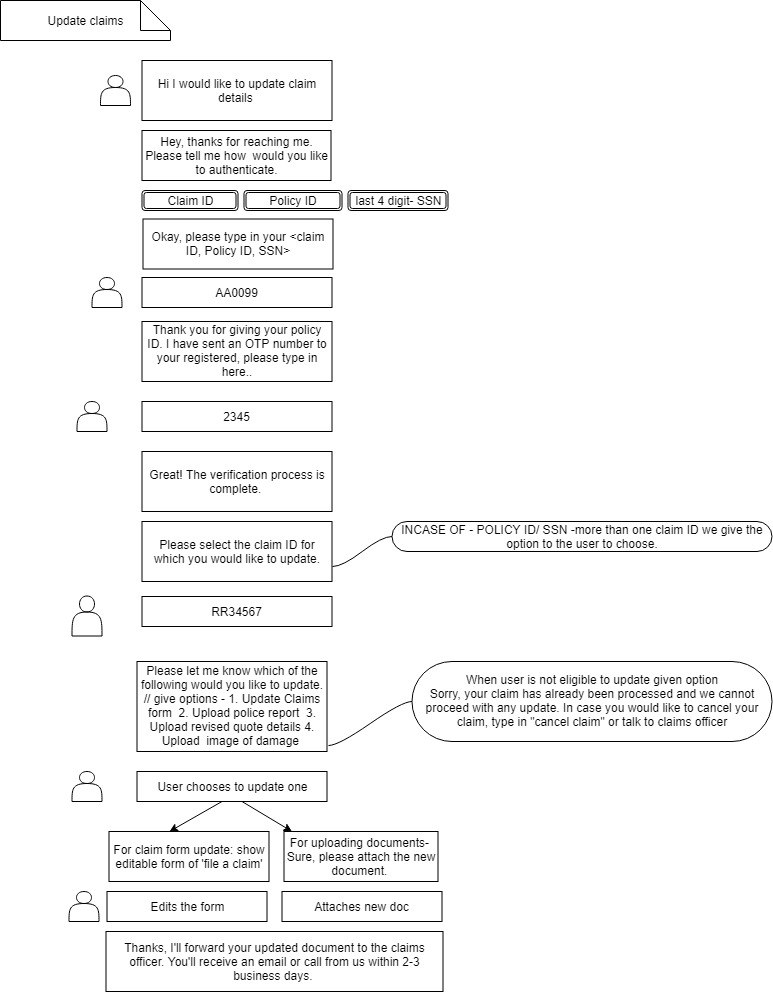 Update claims
Hi I would like to update claim
details
Hey, thanks for reaching me.
Please tell me how would you like
to authenticate.
Claim ID
Policy ID
last 4 digit- SSN
Okay, please type in your <claim
ID, Policy ID, SSN>
AA0099
Thank you for giving your policy
ID. I have sent an OTP number to
your registered, please type in
here..
2345
Great! The verification process is
complete.
Please select the claim ID for
which you would like to update.
INCASE OF - POLICY ID/ SSN -more than one claim ID we give the
option to the user to choose.
RR34567
Please let me know which of the
following would you like to update.
// give options - 1. Update Claims
form 2. Upload police report 3.
Upload revised quote details 4.
Upload image of damage
When user is not eligible to update given option
Sorry, your claim has already been processed and we cannot
proceed with any update. In case you would like to cancel your
claim, type in "cancel claim" or talk to claims officer
User chooses to update one
For claim form update: show
editable form of 'file a claim'
For uploading documents-
Sure, please attach the new
document.
Edits the form
Attaches new doc
Thanks, I'll forward your updated document to the claims
officer. You'll receive an email or call from us within 2-3
business days.